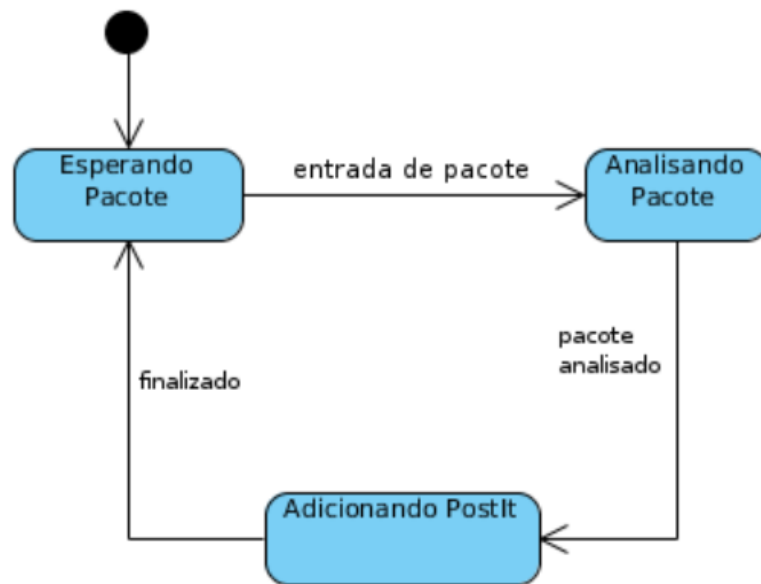 Esperando
Pacote
entrada de pacote
Analisando
Pacote
pacote
analisado
finalizado
Adicionando PostIt